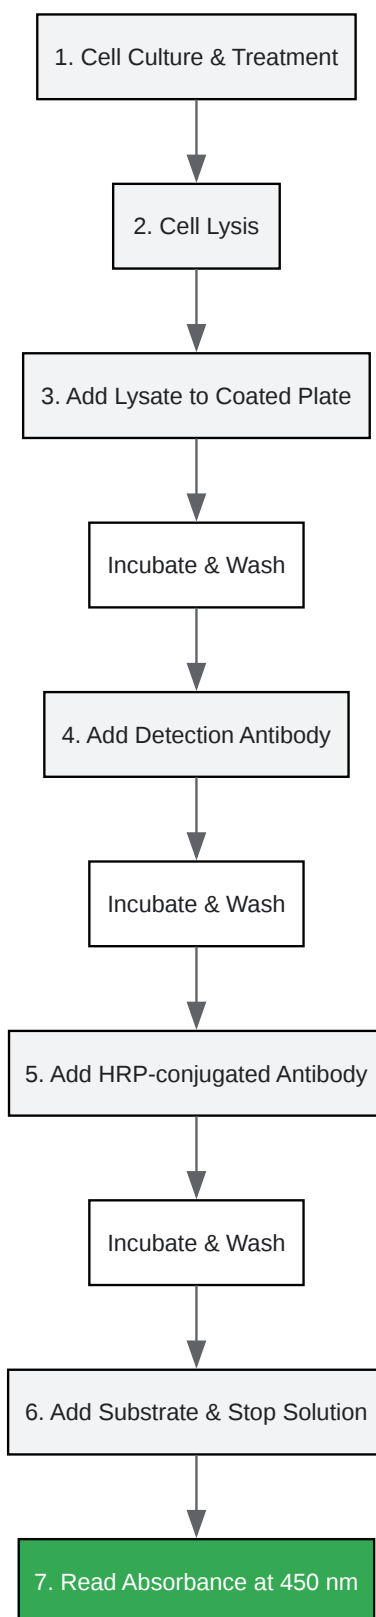 1. Cell Culture & Treatment
2. Cell Lysis
3. Add Lysate to Coated Plate
Incubate & Wash
4. Add Detection Antibody
Incubate & Wash
5. Add HRP-conjugated Antibody
Incubate & Wash
6. Add Substrate & Stop Solution
7. Read Absorbance at 450 nm